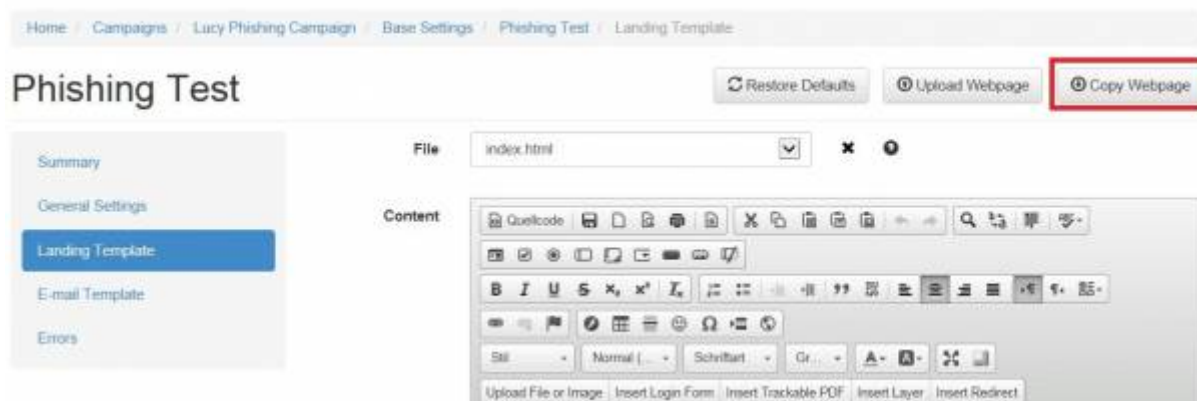 Home / Campaigns / Lucy Phishing Campaign / Base Settings / Phishing Test / Landing Template
Phishing Test
Restore Defaults
Upload Webpage
Copy Webpage
Summary
General Settings
Landing Template
E-mail Template
Errors
File
index.html
Content
Quellcode
Stil
Normal (...
Schriftart
Gr...
Upload File or Image
Insert Login Form
Insert Trackable PDF
Insert Layer
Insert Redirect